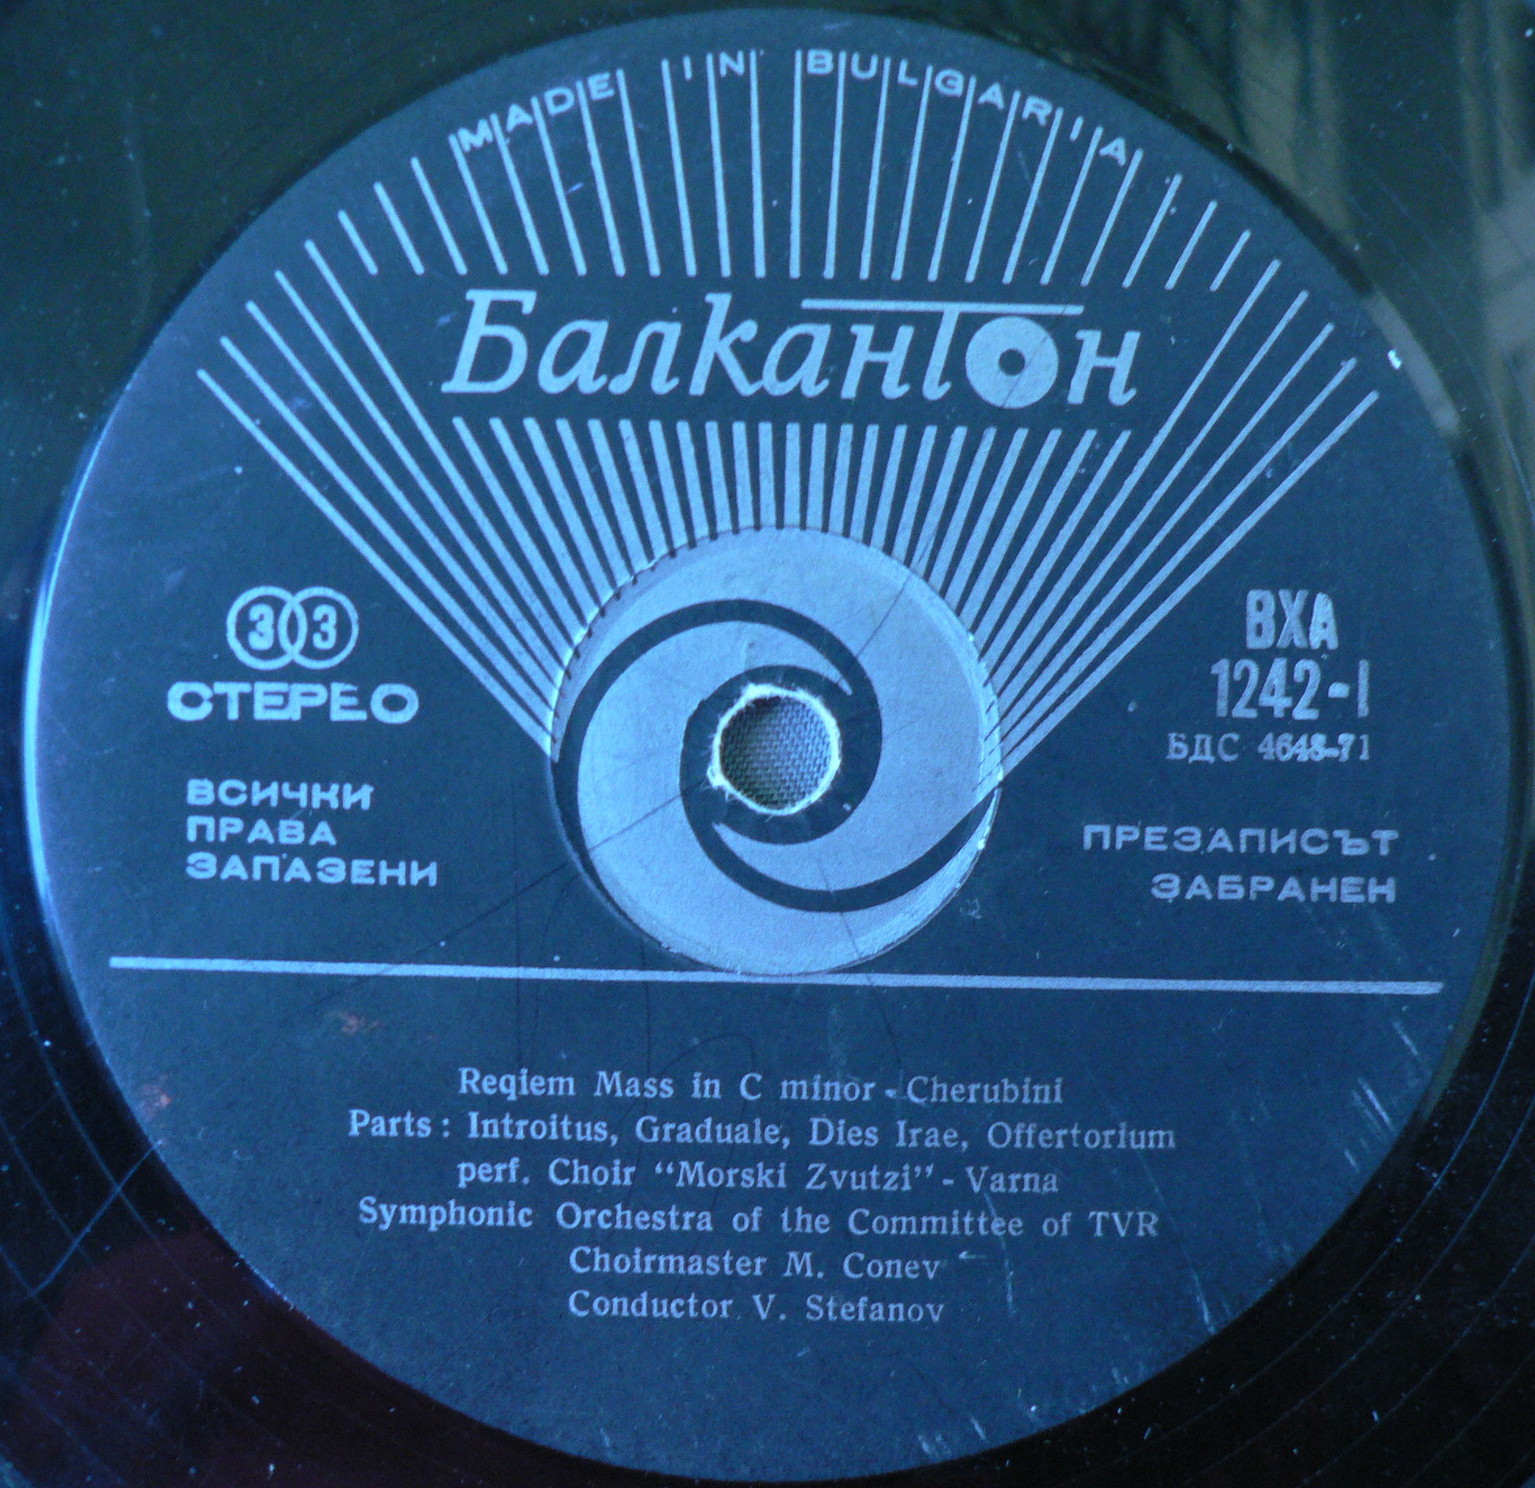 MADE IN BULGARIA
Балкантон
33
СТЕРЕО
ВСИЧКИ
ПРАВА
ЗАПАЗЕНИ
ВХА
1242-I
БДС 4648-71
ПРЕЗАПИСЪТ
ЗАБРАНЕН
Reqiem Mass in C minor - Cherubini
Parts : Introitus, Graduale, Dies Irae, Offertorium
perf. Choir “Morski Zvutzi” - Varna
Symphonic Orchestra of the Committee of TVR
Choirmaster M. Conev
Conductor V. Stefanov